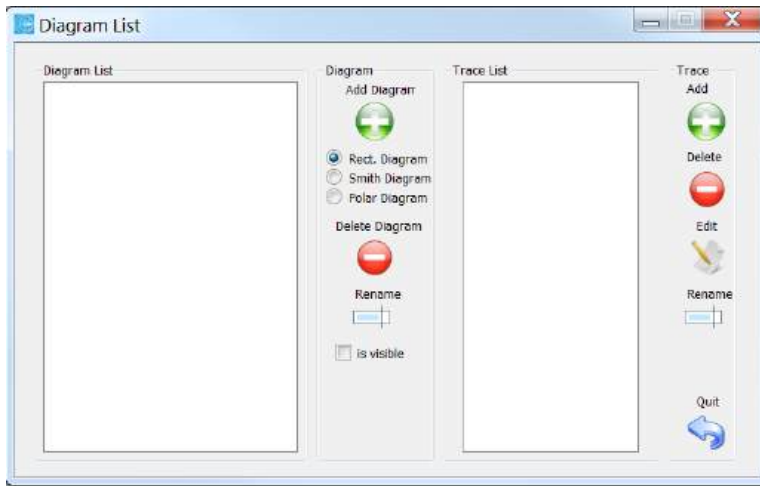 Diagram List
Diagram List
Diagram
Trace List
Trace
Add Diagram
Add
Rect. Diagram
Smith Diagram
Polar Diagram
Delete
Delete Diagram
Edit
Rename
Rename
is visible
Quit